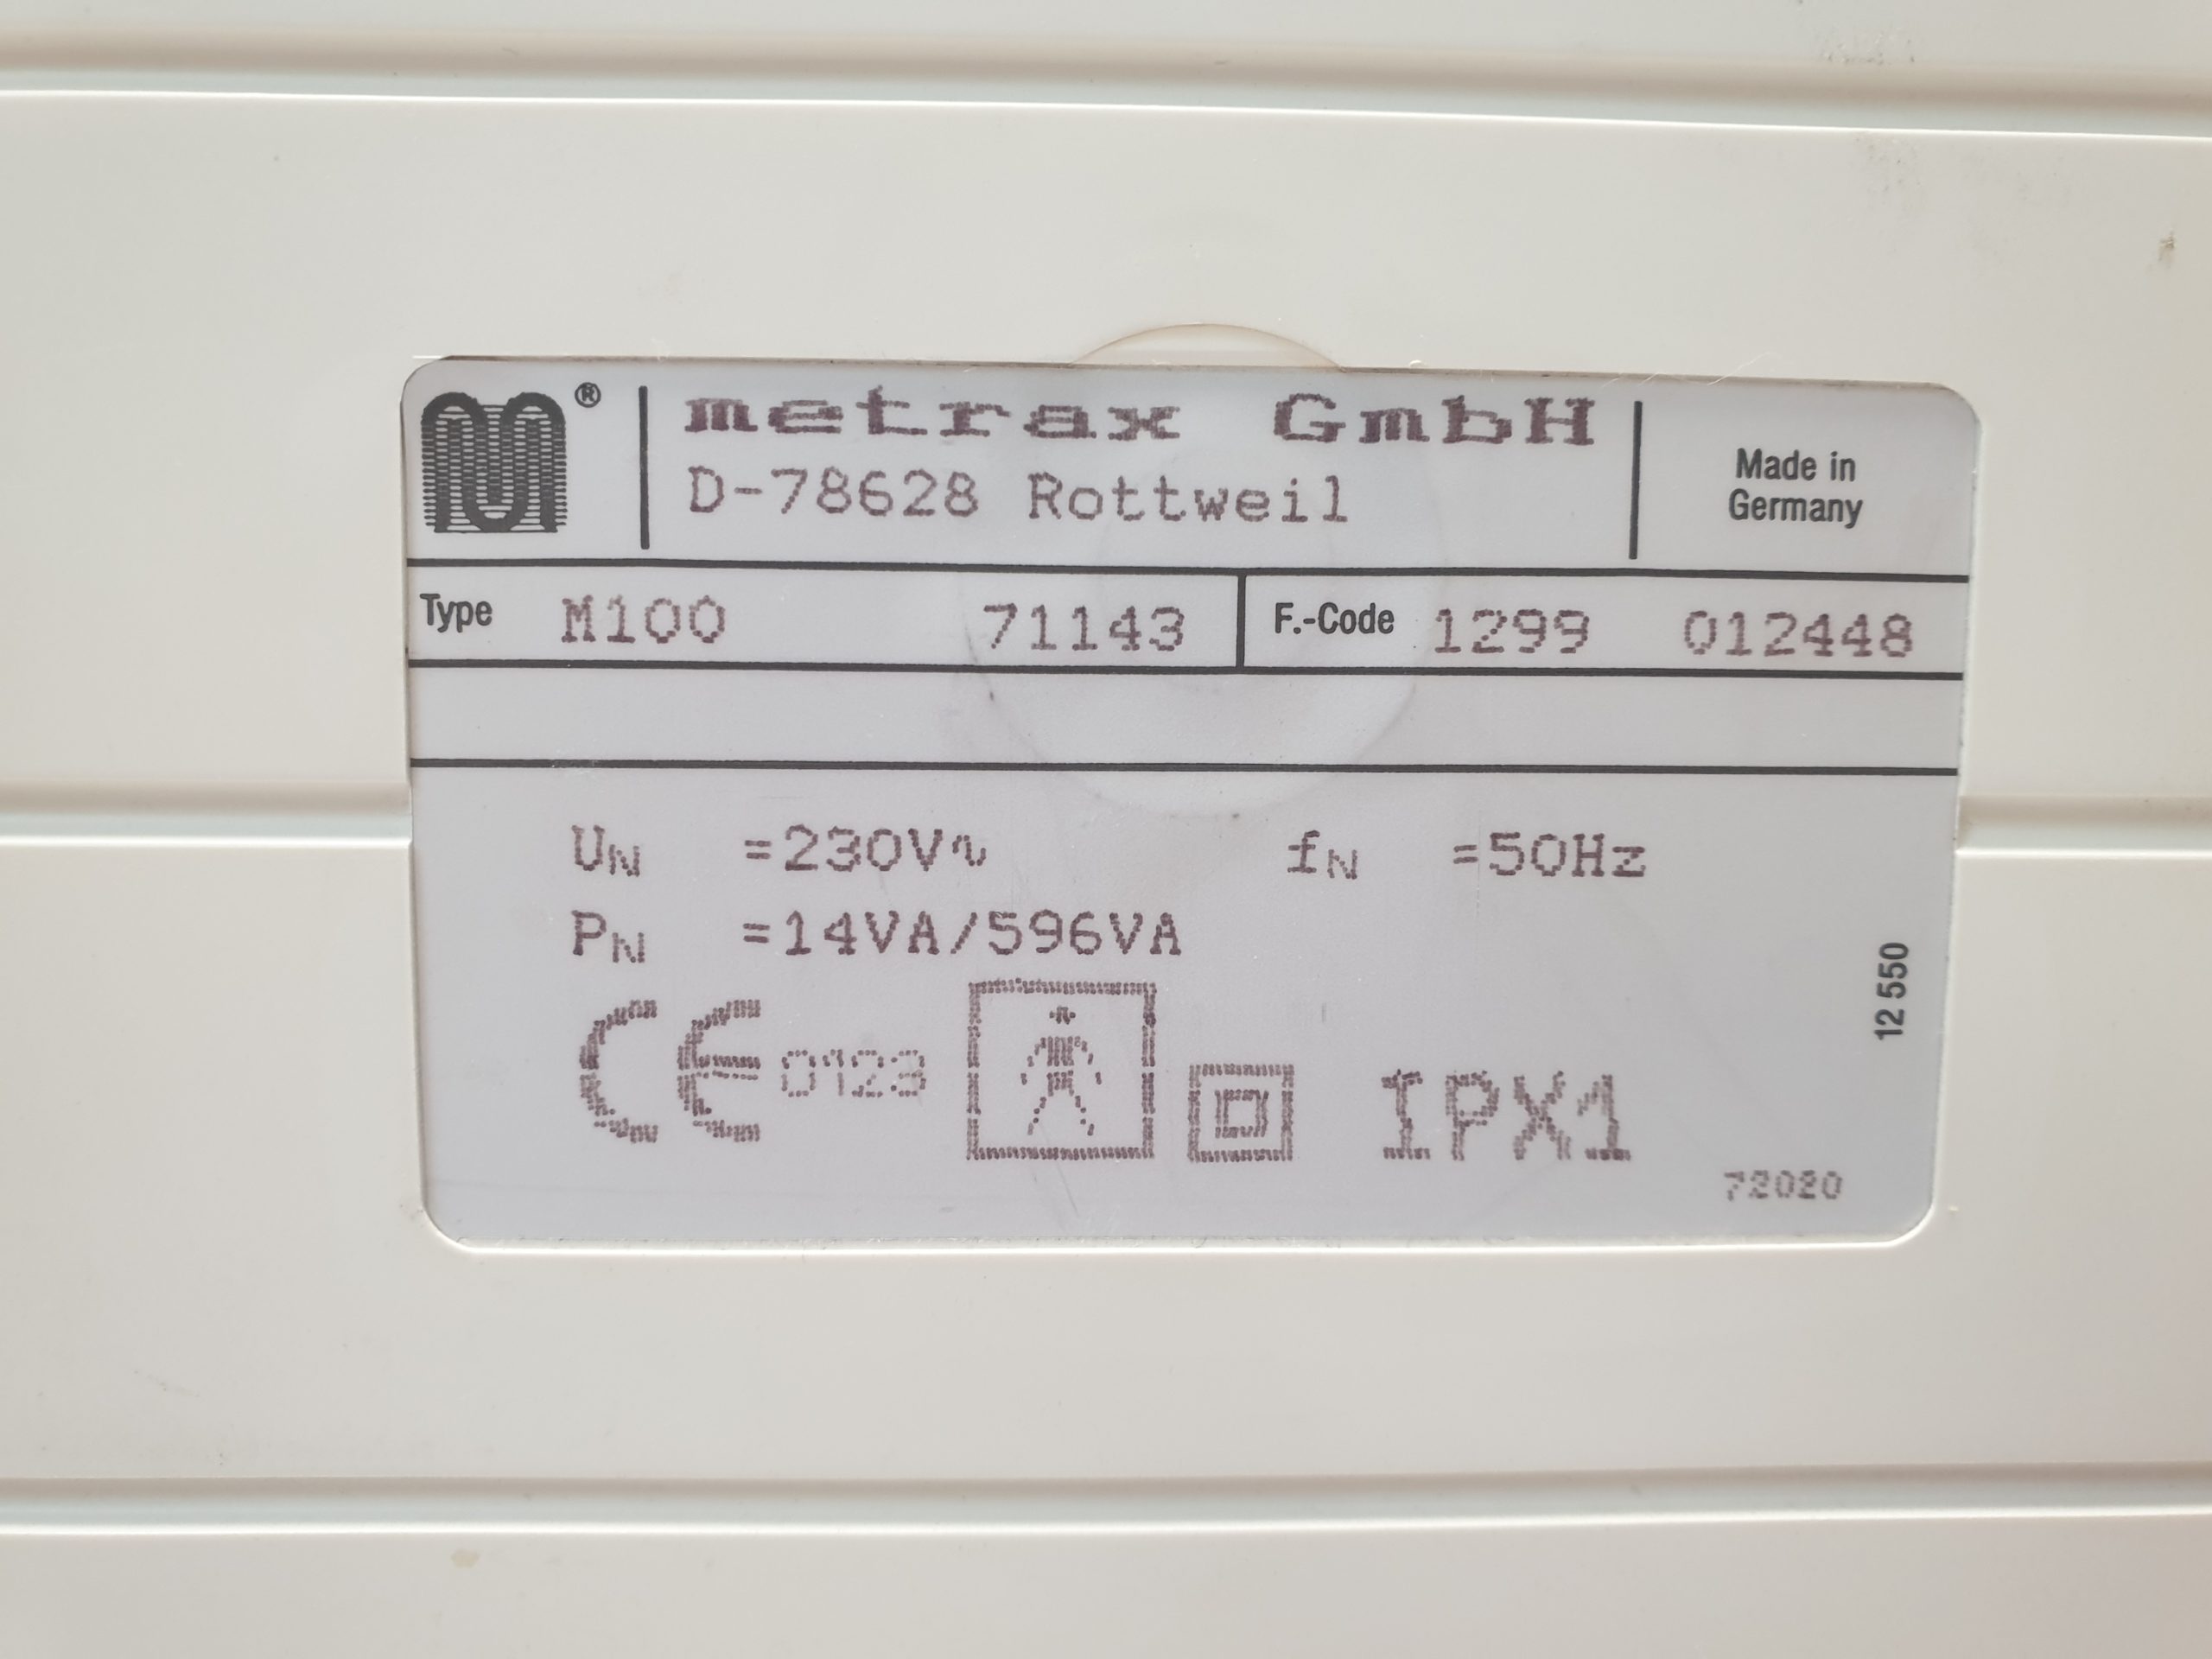 ® metrax GmbH
D-78628 Rottweil
Made in
Germany
Type M100 71143 F.-Code 1299 012448
UN =230V∿ fN =50Hz
PN =14VA/596VA
12 550
CE 0123 IPX1
72020